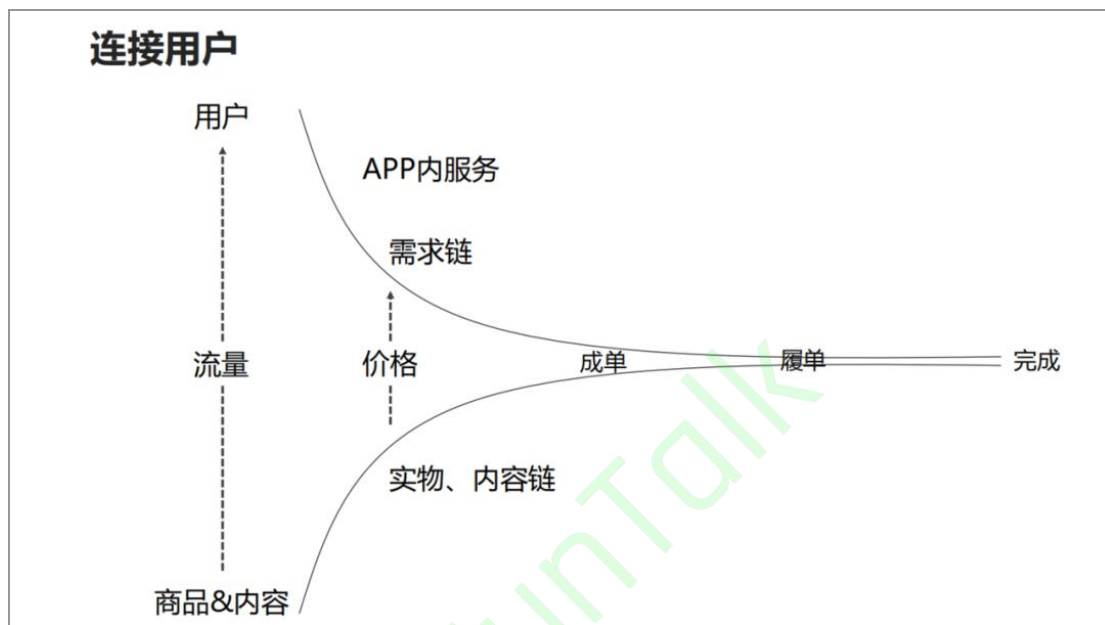 连接用户
用户
APP内服务
需求链
流量
价格
成单
履单
完成
实物、内容链
商品&内容
unTalk